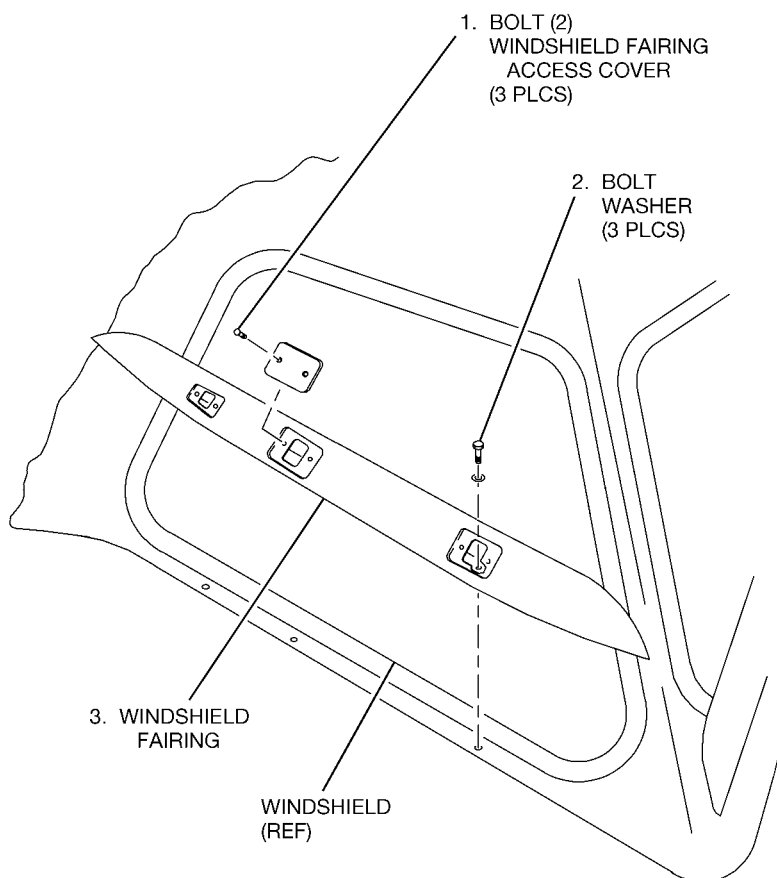 1. BOLT (2)
WINDSHIELD FAIRING
ACCESS COVER
(3 PLCS)
2. BOLT
WASHER
(3 PLCS)
3. WINDSHIELD
FAIRING
WINDSHIELD
(REF)